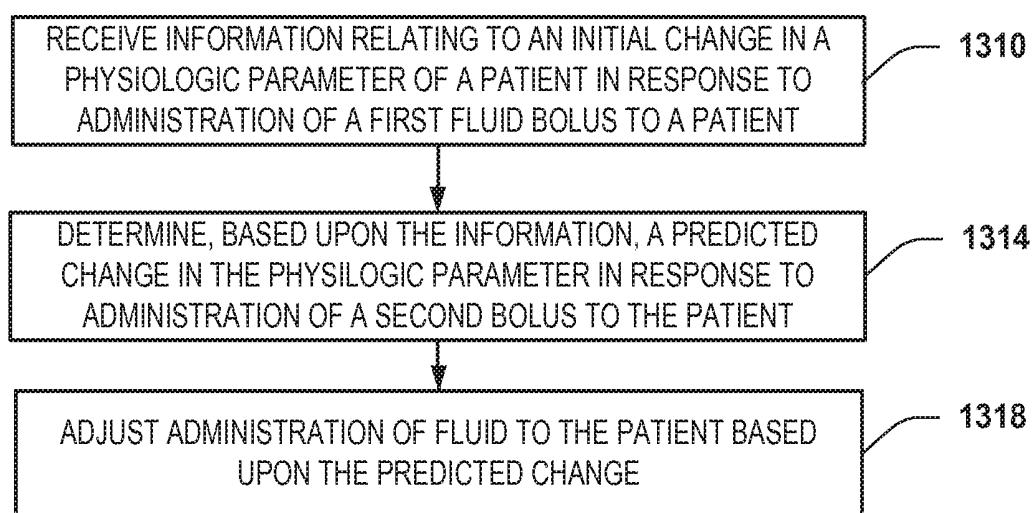 RECEIVE INFORMATION RELATING TO AN INITIAL CHANGE IN A
PHYSIOLOGIC PARAMETER OF A PATIENT IN RESPONSE TO
ADMINISTRATION OF A FIRST FLUID BOLUS TO A PATIENT
1310
DETERMINE, BASED UPON THE INFORMATION, A PREDICTED
CHANGE IN THE PHYSILOGIC PARAMETER IN RESPONSE TO
ADMINISTRATION OF A SECOND BOLUS TO THE PATIENT
1314
ADJUST ADMINISTRATION OF FLUID TO THE PATIENT BASED
UPON THE PREDICTED CHANGE
1318